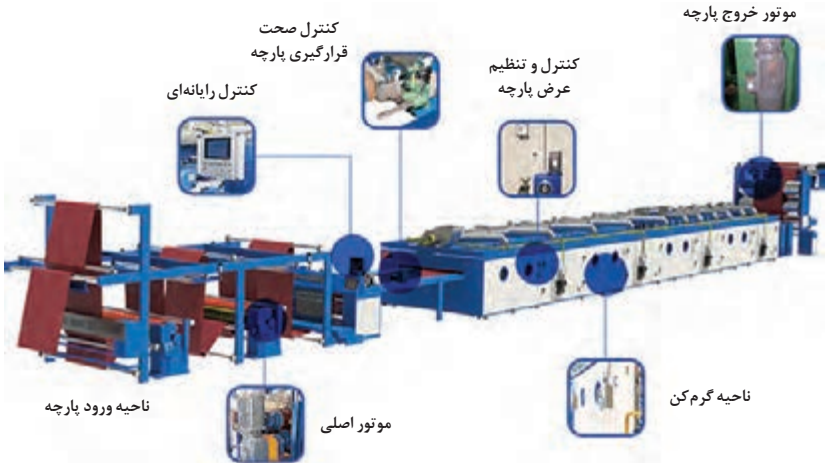 موتور خروج پارچه
کنترل صحت
قرارگیری پارچه
کنترل و تنظیم
عرض پارچه
کنترل رایانه‌ای
ناحیه گرم‌کن
ناحیه ورود پارچه
موتور اصلی